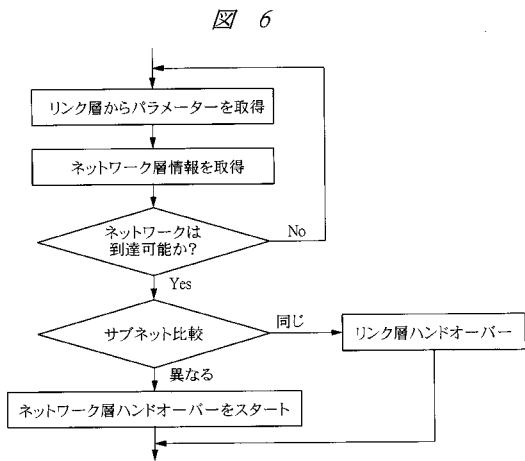 図 6
リンク層からパラメーターを取得
ネットワーク層情報を取得
ネットワークは
到達可能か?
No
Yes
サブネット比較
同じ
リンク層ハンドオーバー
異なる
ネットワーク層ハンドオーバーをスタート